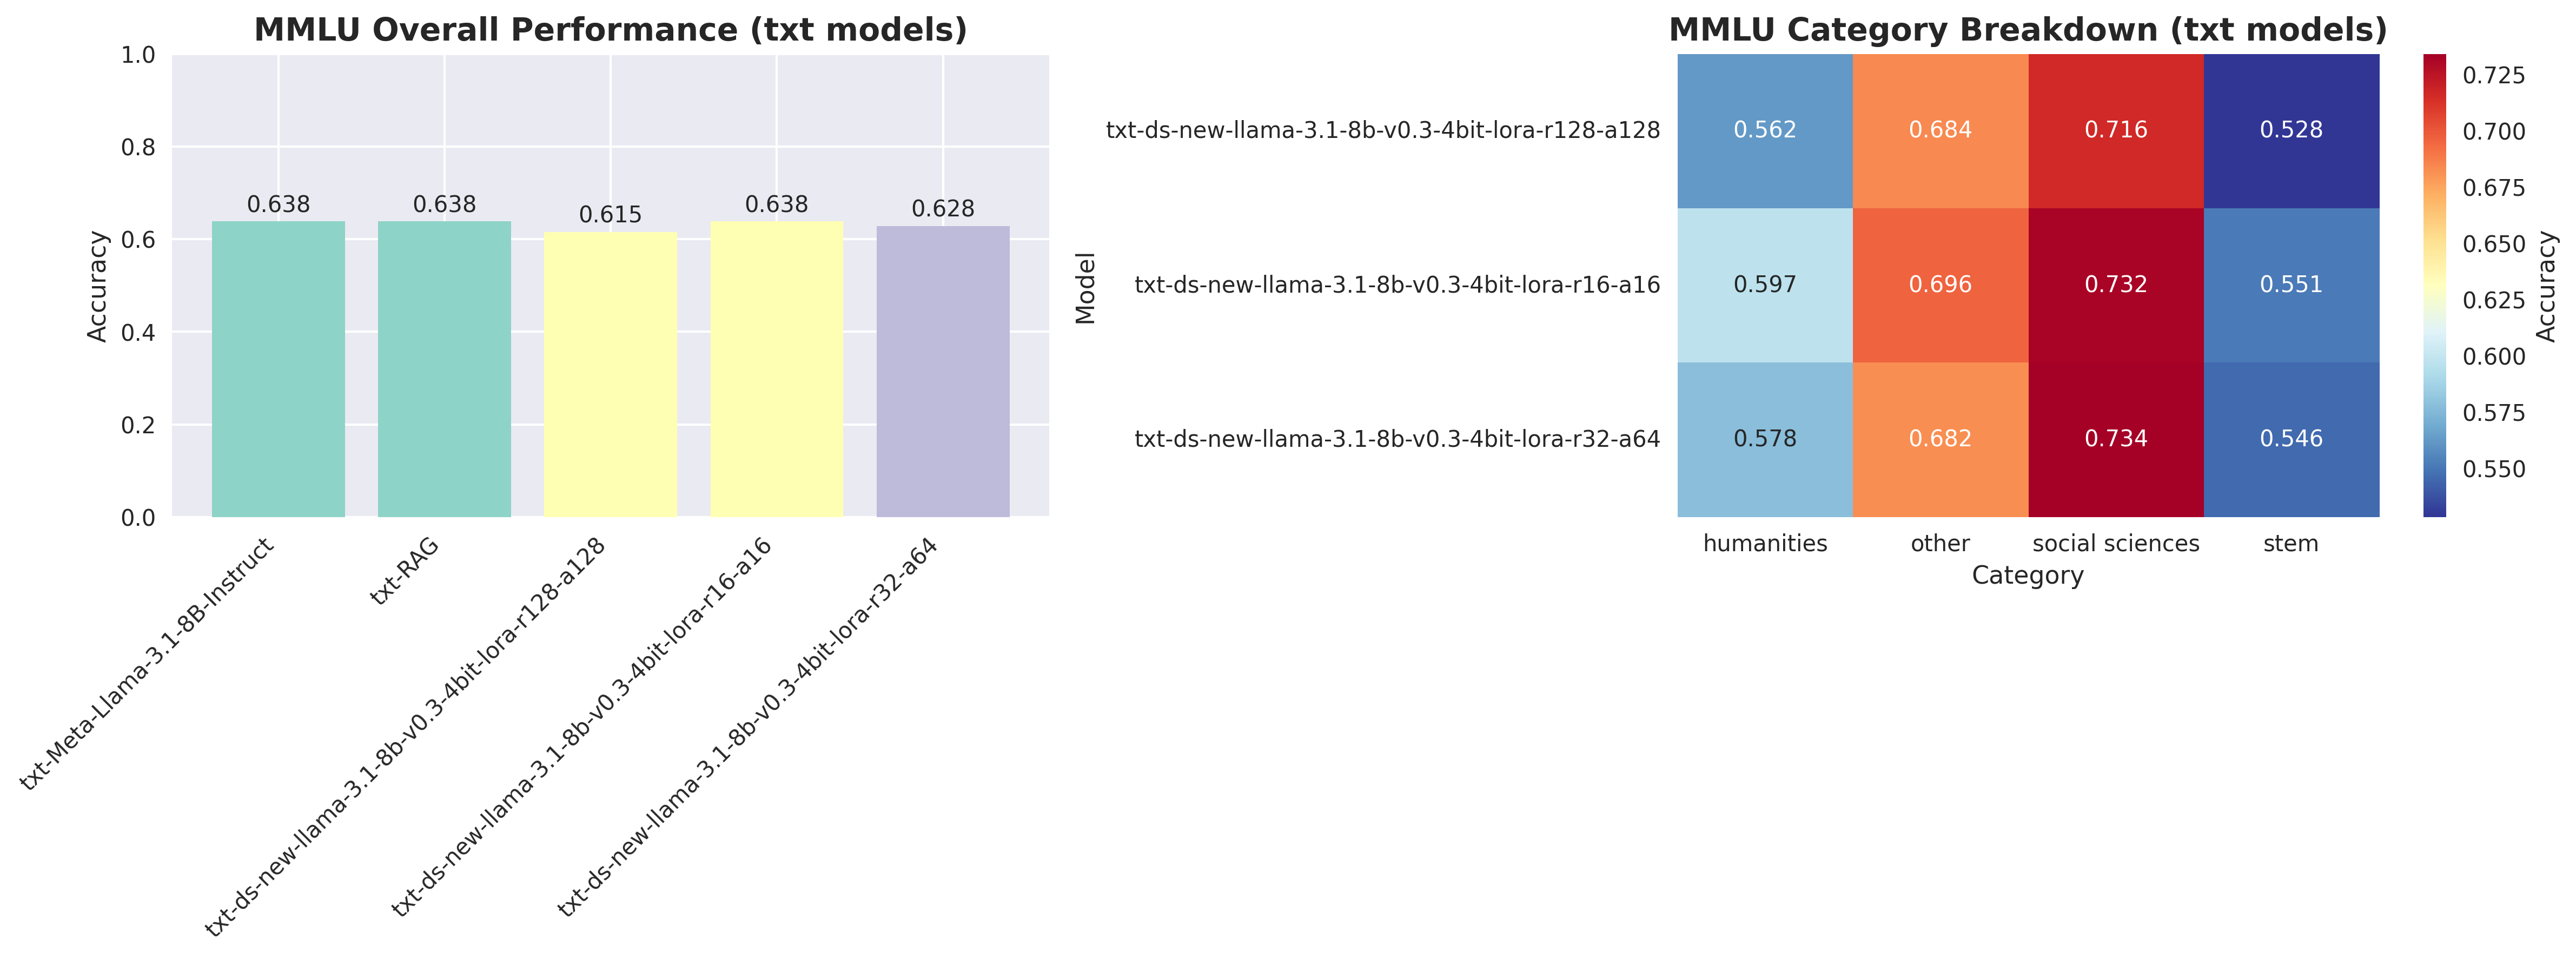 MMLU Overall Performance (txt models)
1.0
0.8
0.6
0.4
0.2
0.0
Accuracy
0.638
0.638
0.615
0.638
0.628
txt-Meta-Llama-3.1-8B-Instruct
txt-RAG
txt-ds-new-llama-3.1-8b-v0.3-4bit-lora-r128-a128
txt-ds-new-llama-3.1-8b-v0.3-4bit-lora-r16-a16
txt-ds-new-llama-3.1-8b-v0.3-4bit-lora-r32-a64
MMLU Category Breakdown (txt models)
Model
txt-ds-new-llama-3.1-8b-v0.3-4bit-lora-r128-a128
0.562 0.684 0.716 0.528
txt-ds-new-llama-3.1-8b-v0.3-4bit-lora-r16-a16
0.597 0.696 0.732 0.551
txt-ds-new-llama-3.1-8b-v0.3-4bit-lora-r32-a64
0.578 0.682 0.734 0.546
humanities other social sciences stem
Category
0.725
0.700
0.675
0.650
0.625
0.600
0.575
0.550
Accuracy